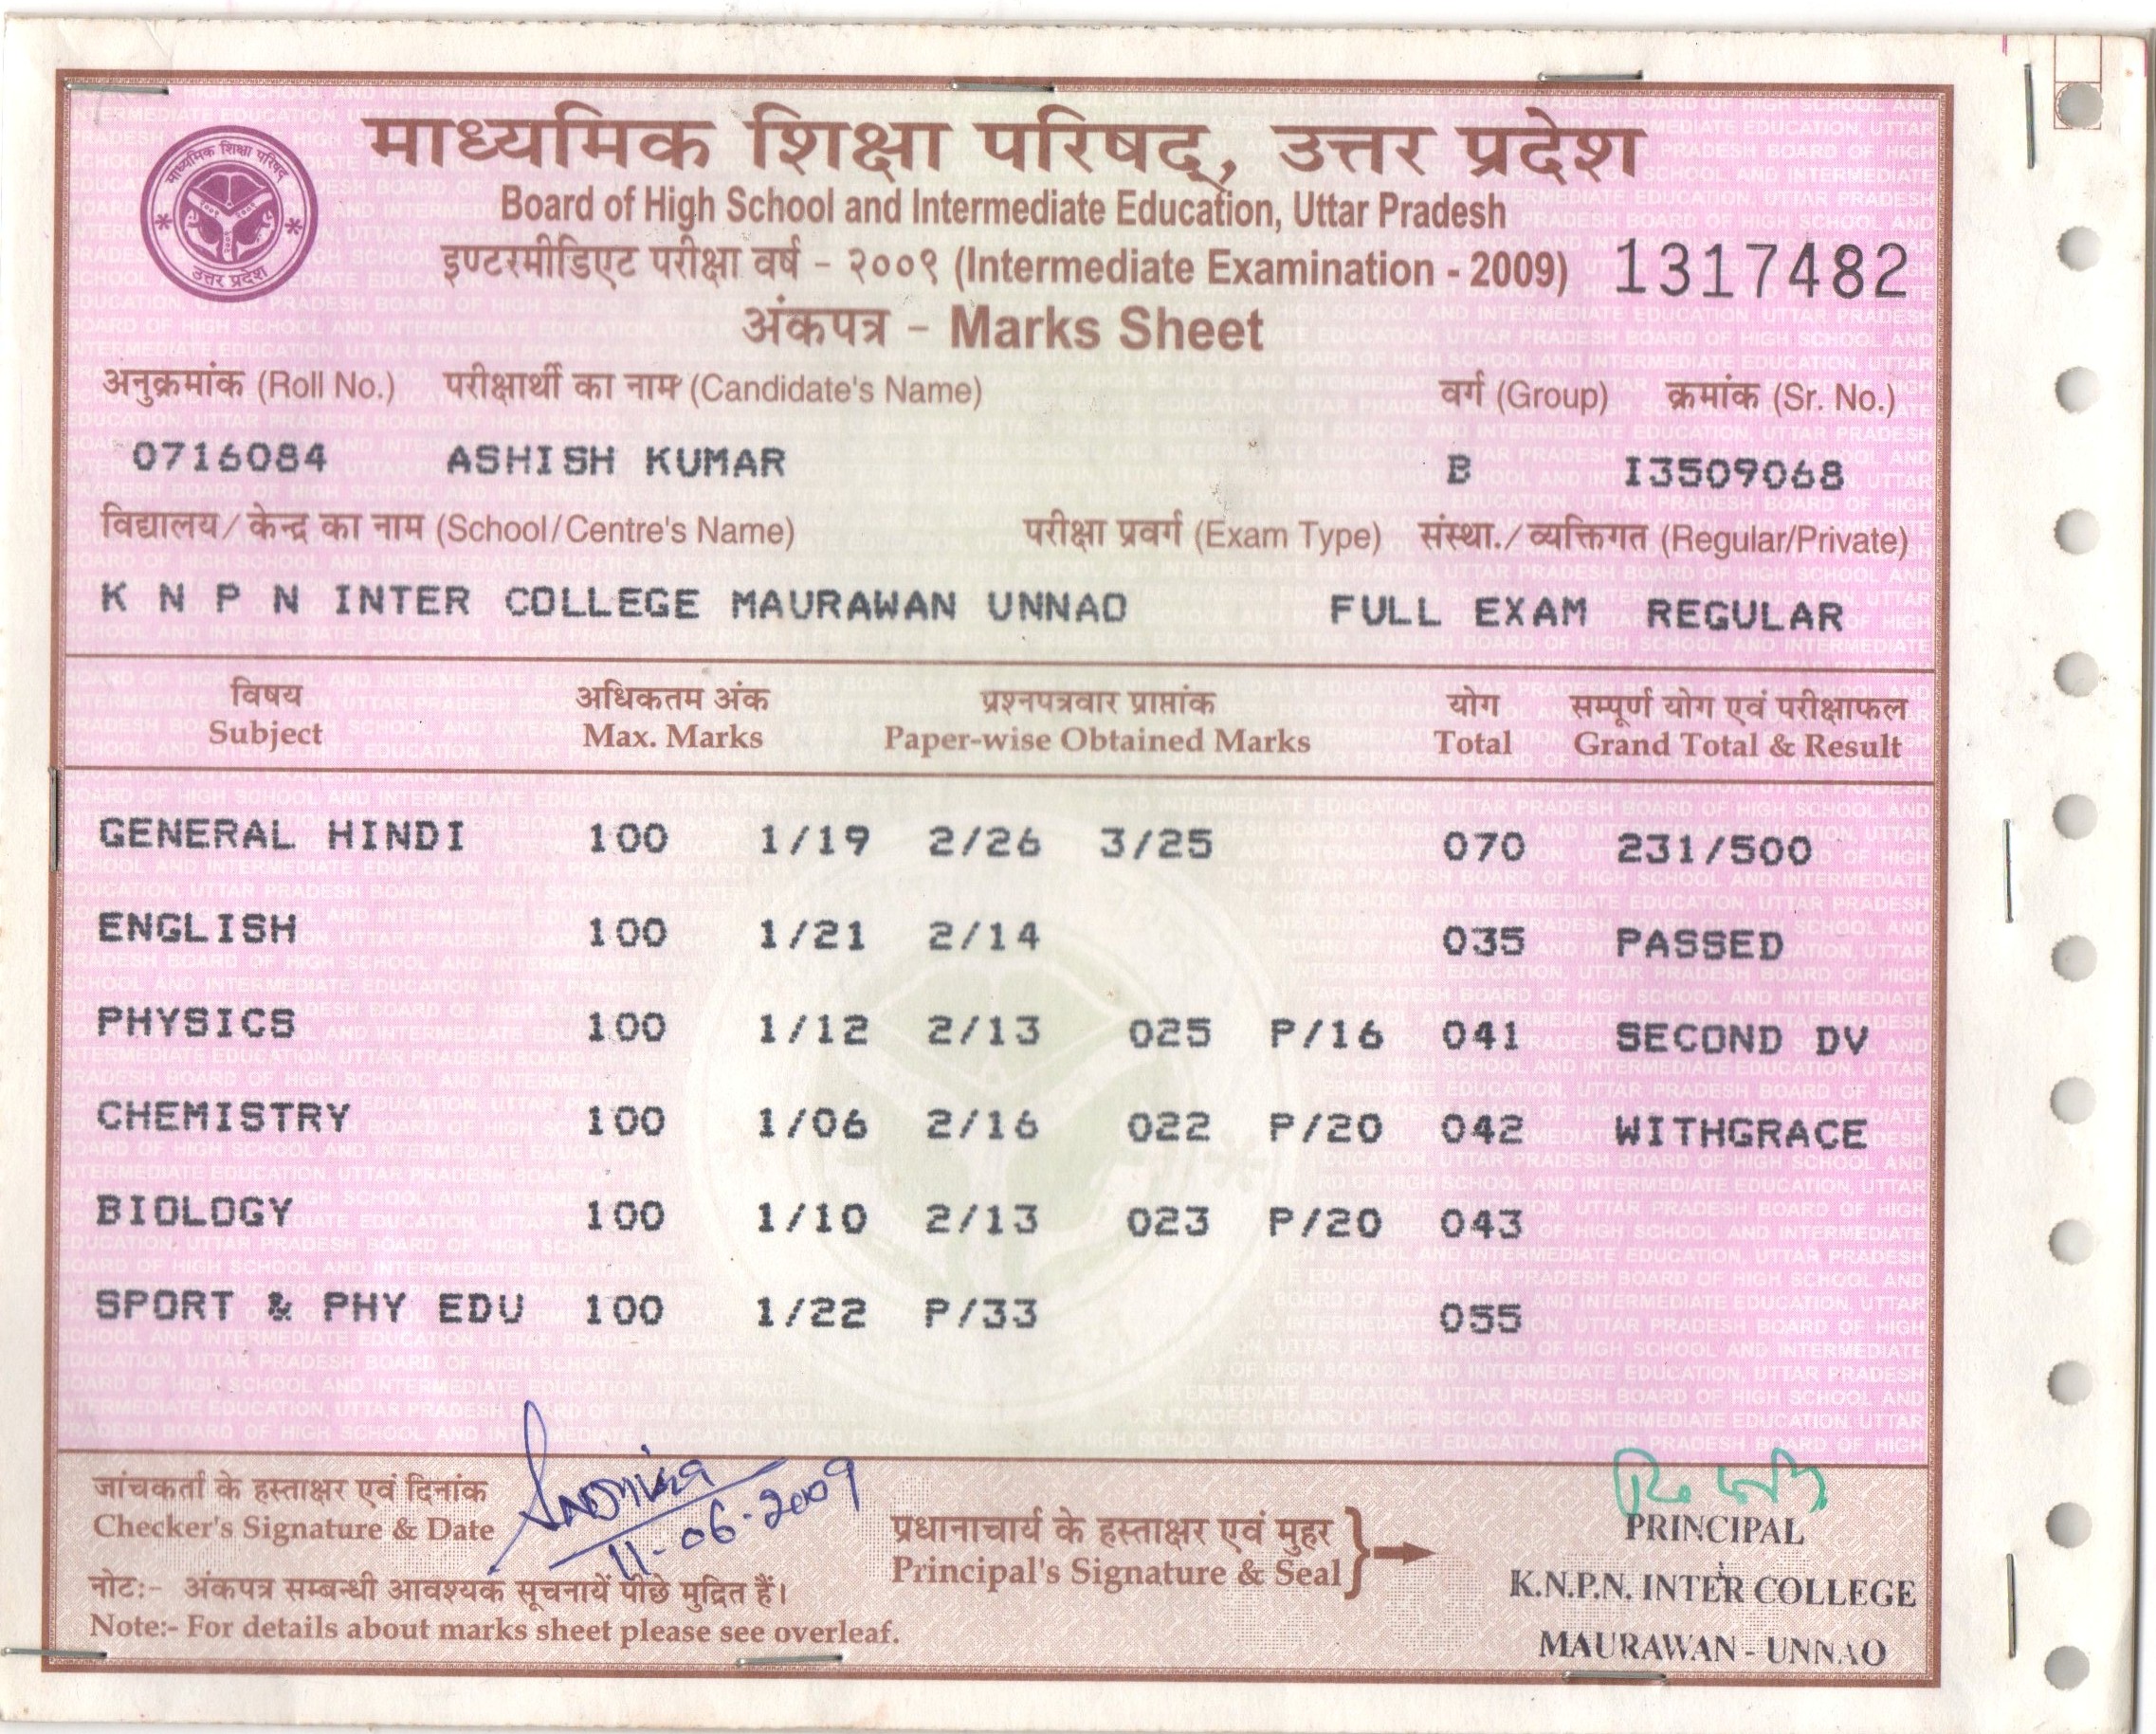 माध्यमिक शिक्षा परिषद्, उत्तर प्रदेश
माध्यमिक शिक्षा परिषद्
उत्तर प्रदेश
Board of High School and Intermediate Education, Uttar Pradesh
इण्टरमीडिएट परीक्षा वर्ष - २००९ (Intermediate Examination - 2009) 1317482
अंकपत्र - Marks Sheet
अनुक्रमांक (Roll No.) परीक्षार्थी का नाम (Candidate's Name) वर्ग (Group) क्रमांक (Sr. No.)
0716084 ASHISH KUMAR B I3509068
विद्यालय/केन्द्र का नाम (School/Centre's Name) परीक्षा प्रवर्ग (Exam Type) संस्था./व्यक्तिगत (Regular/Private)
K N P N INTER COLLEGE MAURAWAN UNNAO FULL EXAM REGULAR
विषय अधिकतम अंक प्रश्नपत्रवार प्राप्तांक योग सम्पूर्ण योग एवं परीक्षाफल
Subject Max. Marks Paper-wise Obtained Marks Total Grand Total & Result
GENERAL HINDI 100 1/19 2/26 3/25 070 231/500
ENGLISH 100 1/21 2/14 035 PASSED
PHYSICS 100 1/12 2/13 025 P/16 041 SECOND DV
CHEMISTRY 100 1/06 2/16 022 P/20 042 WITHGRACE
BIOLOGY 100 1/10 2/13 023 P/20 043
SPORT & PHY EDU 100 1/22 P/33 055
जांचकर्ता के हस्ताक्षर एवं दिनांक
Checker's Signature & Date
11-06-2009
प्रधानाचार्य के हस्ताक्षर एवं मुहर
Principal's Signature & Seal
PRINCIPAL
K.N.P.N. INTER COLLEGE
MAURAWAN - UNNAO
नोट:- अंकपत्र सम्बन्धी आवश्यक सूचनायें पीछे मुद्रित हैं।
Note:- For details about marks sheet please see overleaf.